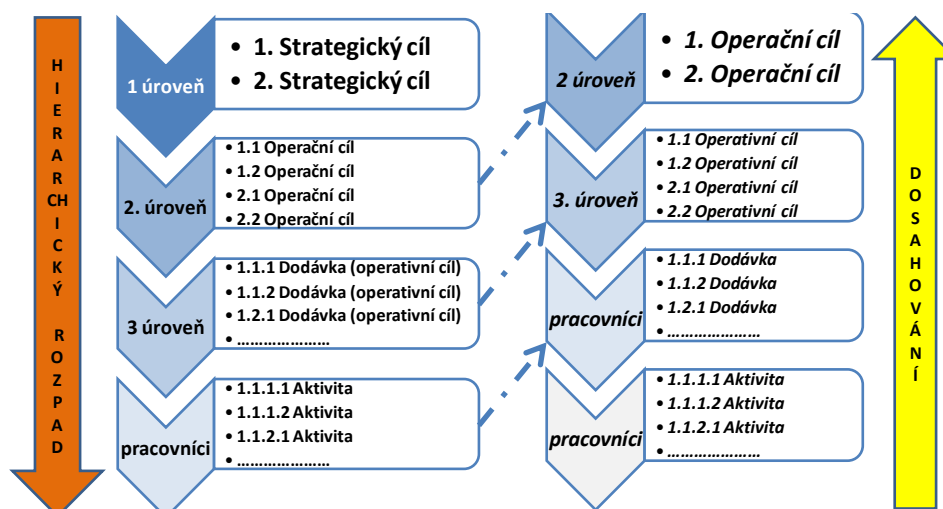 HIERARCHICKÝ ROZPAD
1 úroveň
• 1. Strategický cíl
• 2. Strategický cíl
2. úroveň
• 1.1 Operační cíl
• 1.2 Operační cíl
• 2.1 Operační cíl
• 2.2 Operační cíl
3 úroveň
• 1.1.1 Dodávka (operativní cíl)
• 1.1.2 Dodávka (operativní cíl)
• 1.2.1 Dodávka (operativní cíl)
• …………………
pracovníci
• 1.1.1.1 Aktivita
• 1.1.1.2 Aktivita
• 1.1.2.1 Aktivita
• …………………
2 úroveň
• 1. Operační cíl
• 2. Operační cíl
3. úroveň
• 1.1 Operativní cíl
• 1.2 Operativní cíl
• 2.1 Operativní cíl
• 2.2 Operativní cíl
pracovníci
• 1.1.1 Dodávka
• 1.1.2 Dodávka
• 1.2.1 Dodávka
• …………………
pracovníci
• 1.1.1.1 Aktivita
• 1.1.1.2 Aktivita
• 1.1.2.1 Aktivita
• …………………
DOSAHOVÁNÍ